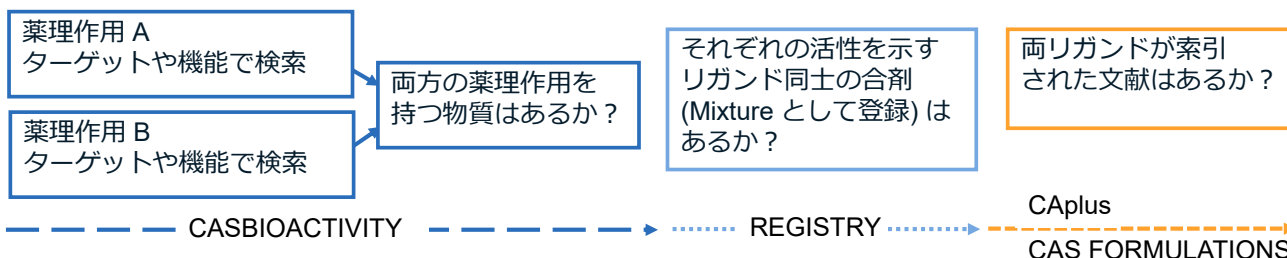 薬理作用 A
ターゲットや機能で検索
薬理作用 B
ターゲットや機能で検索
両方の薬理作用を
持つ物質はあるか？
それぞれの活性を示す
リガンド同士の合剤
(Mixture として登録) は
あるか？
両リガンドが索引
された文献はあるか？
CASBIOACTIVITY
REGISTRY
CAplus
CAS FORMULATIONS